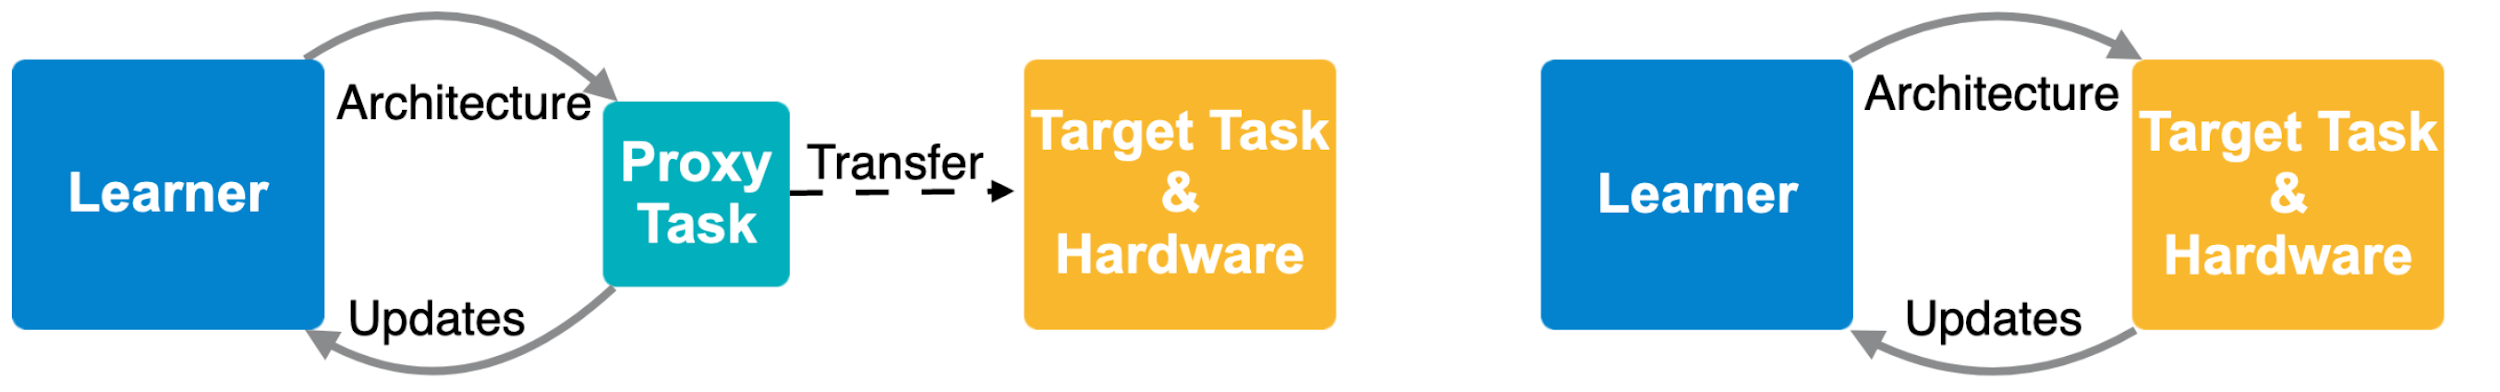 Learner
Architecture
Updates
Proxy
Task
Transfer
Target Task
&
Hardware
Learner
Architecture
Updates
Target Task
&
Hardware